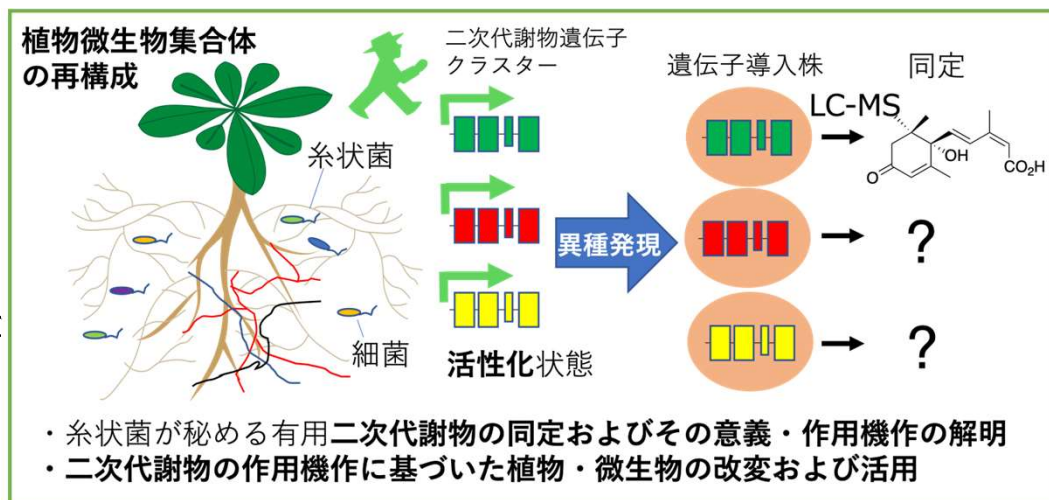 植物微生物集合体
の再構成
二次代謝物遺伝子
クラスター
遺伝子導入株
同定
LC-MS
糸状菌
OH
CO₂H
O
異種発現
?
?
細菌
活性化状態
・糸状菌が秘める有用二次代謝物の同定およびその意義・作用機作の解明
・二次代謝物の作用機作に基づいた植物・微生物の改変および活用